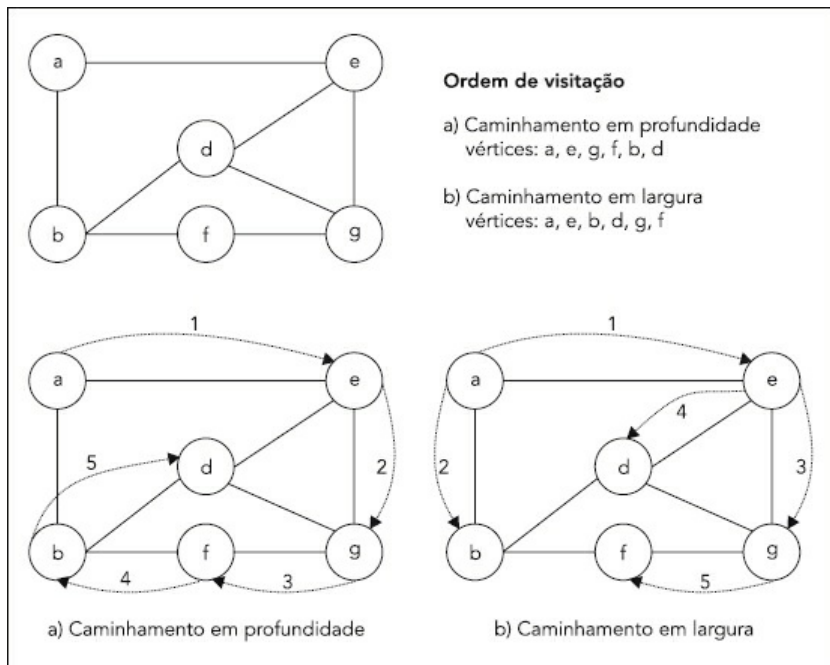 a
e
d
b
f
g
Ordem de visitação
a) Caminhamento em profundidade
vértices: a, e, g, f, b, d
b) Caminhamento em largura
vértices: a, e, b, d, g, f
1
a
e
5
d
2
b
4
f
3
g
a) Caminhamento em profundidade
1
a
e
4
2
d
3
b
f
g
5
b) Caminhamento em largura